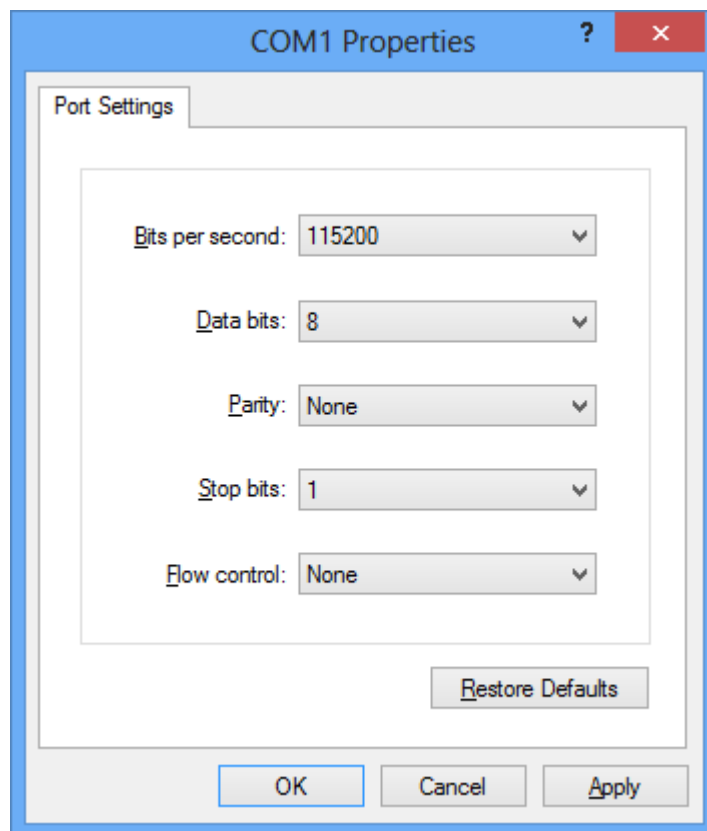 COM1 Properties ?
Port Settings
Bits per second: 115200
Data bits: 8
Parity: None
Stop bits: 1
Flow control: None
Restore Defaults
OK Cancel Apply